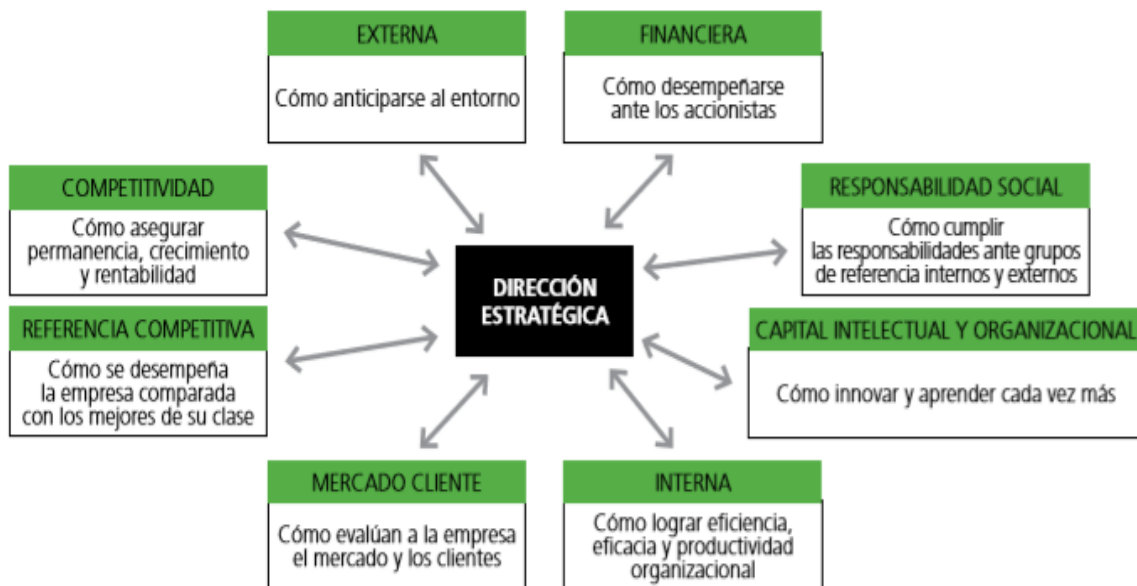 EXTERNA
Cómo anticiparse al entorno
FINANCIERA
Cómo desempeñarse
ante los accionistas
COMPETITIVIDAD
Cómo asegurar
permanencia, crecimiento
y rentabilidad
RESPONSABILIDAD SOCIAL
Cómo cumplir
las responsabilidades ante grupos
de referencia internos y externos
DIRECCIÓN
ESTRATÉGICA
REFERENCIA COMPETITIVA
Cómo se desempeña
la empresa comparada
con los mejores de su clase
CAPITAL INTELECTUAL Y ORGANIZACIONAL
Cómo innovar y aprender cada vez más
MERCADO CLIENTE
Cómo evalúan a la empresa
el mercado y los clientes
INTERNA
Cómo lograr eficiencia,
eficacia y productividad
organizacional